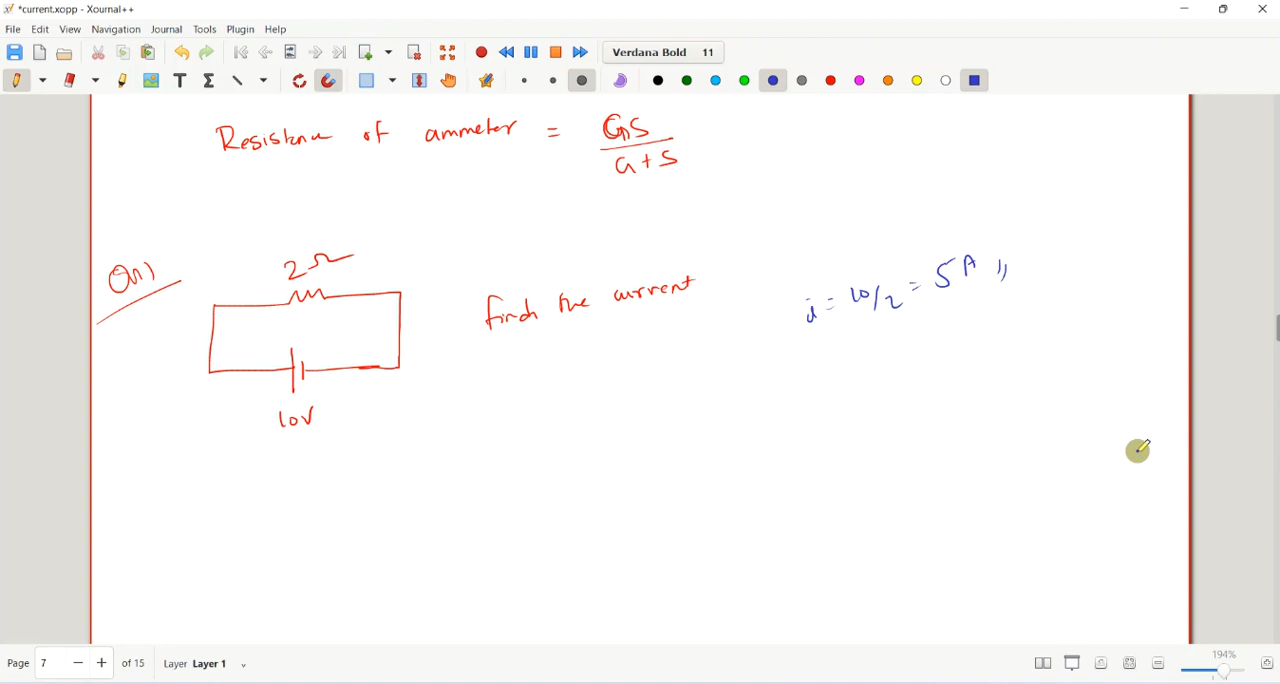 *current.xopp - Xournal++
File Edit View Navigation Journal Tools Plugin Help
Verdana Bold 11
Resistance of ammeter = GS
G+S
Qn)
2Ω
find the current
i = 10/2 = 5A //
10V
Page 7 of 15 Layer Layer 1
194%